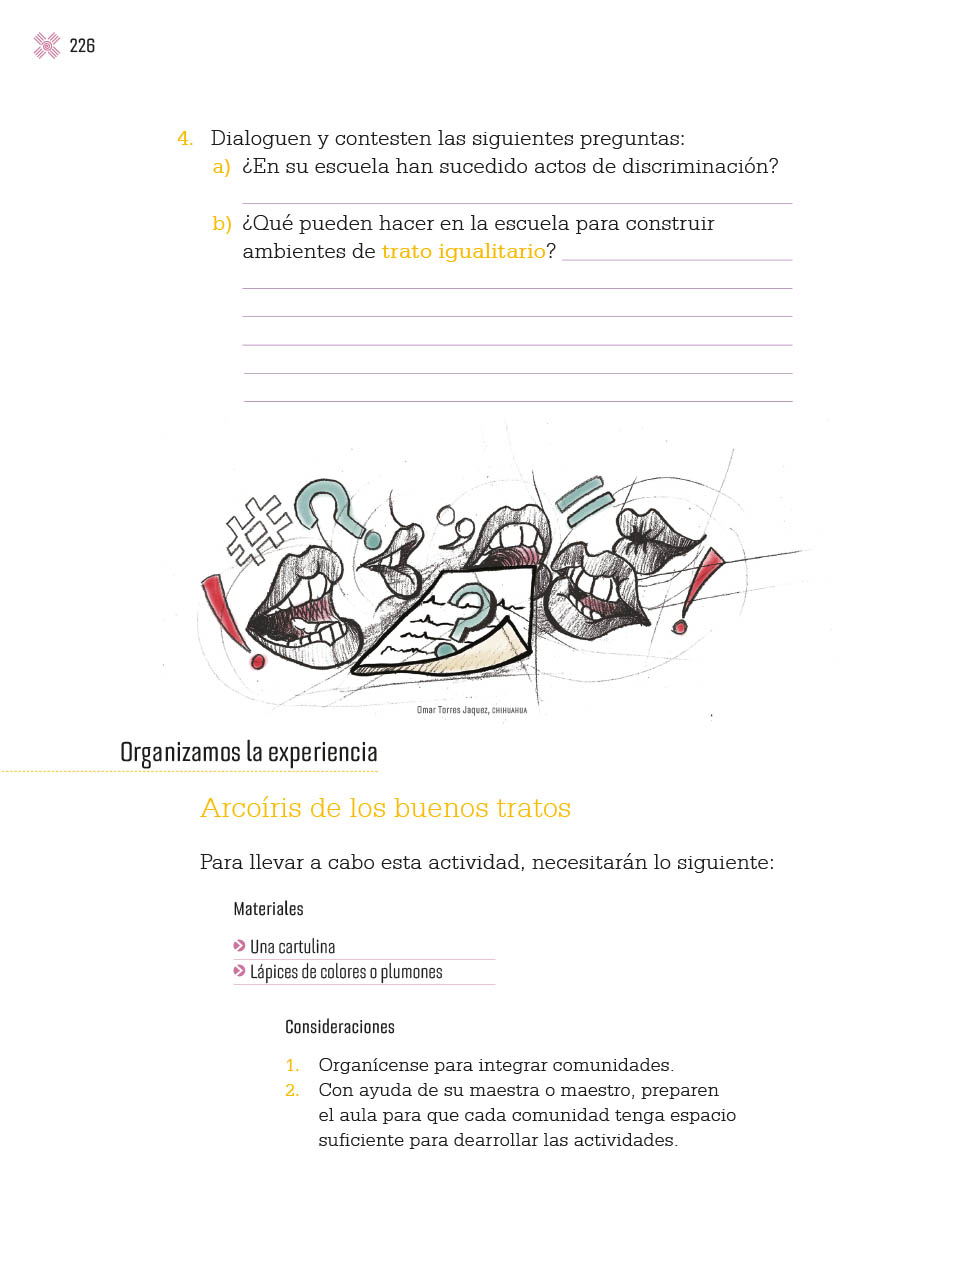 226
4. Dialoguen y contesten las siguientes preguntas:
a) ¿En su escuela han sucedido actos de discriminación?
b) ¿Qué pueden hacer en la escuela para construir
ambientes de trato igualitario?
# ? , = ! ? !
Omar Torres Jaquez, CHIHUAHUA
Organizamos la experiencia
Arcoíris de los buenos tratos
Para llevar a cabo esta actividad, necesitarán lo siguiente:
Materiales
Una cartulina
Lápices de colores o plumones
Consideraciones
1. Organícense para integrar comunidades.
2. Con ayuda de su maestra o maestro, preparen
el aula para que cada comunidad tenga espacio
suficiente para dearrollar las actividades.